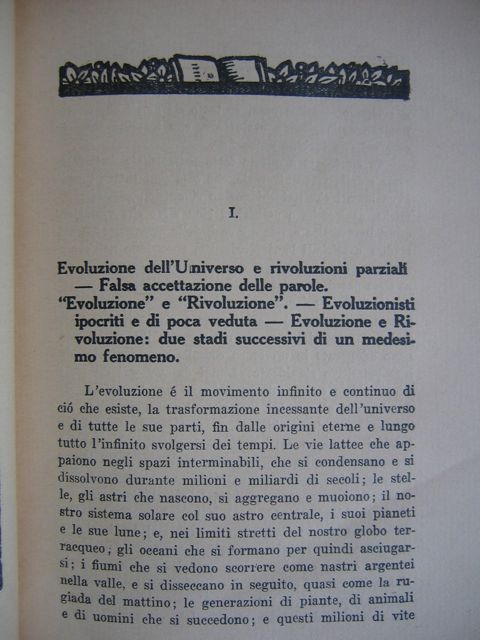 I.
Evoluzione dell'Universo e rivoluzioni parziali
— Falsa accettazione delle parole.
"Evoluzione" e "Rivoluzione". — Evoluzionisti
ipocriti e di poca veduta — Evoluzione e Ri-
voluzione: due stadi successivi di un medesi-
mo fenomeno.
L'evoluzione é il movimento infinito e continuo di
ció che esiste, la trasformazione incessante dell'universo
e di tutte le sue parti, fin dalle origini eterne e lungo
tutto l'infinito svolgersi dei tempi. Le vie lattee che ap-
paiono negli spazi interminabili, che si condensano e si
dissolvono durante milioni e miliardi di secoli; le stel-
le, gli astri che nascono, si aggregano e muoiono; il no-
stro sistema solare col suo astro centrale, i suoi pianeti
e le sue lune; e, nei limiti stretti del nostro globo ter-
racqueo, gli oceani che si formano per quindi asciugar-
si; i fiumi che si vedono scorrere come nastri argentei
nella valle, e si disseccano in seguito, quasi come la ru-
giada del mattino; le generazioni di piante, di animali
e di uomini che si succedono; e questi milioni di vite